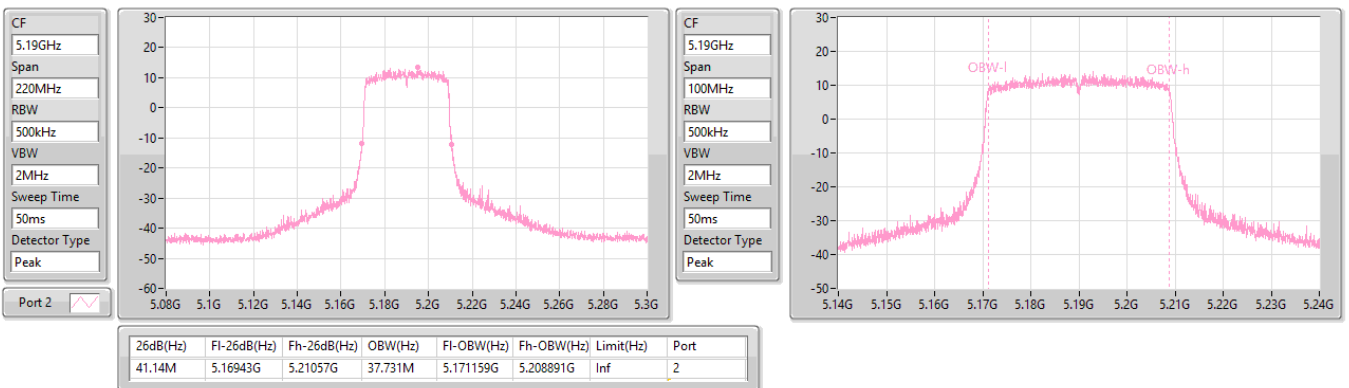 CF
5.19GHz
Span
220MHz
RBW
500kHz
VBW
2MHz
Sweep Time
50ms
Detector Type
Peak
Port 2
30
20
10
0
-10
-20
-30
-40
-50
-60
5.08G 5.1G 5.12G 5.14G 5.16G 5.18G 5.2G 5.22G 5.24G 5.26G 5.28G 5.3G
CF
5.19GHz
Span
100MHz
RBW
500kHz
VBW
2MHz
Sweep Time
50ms
Detector Type
Peak
30
20
10
0
-10
-20
-30
-40
-50
OBW-l OBW-h
5.14G 5.15G 5.16G 5.17G 5.18G 5.19G 5.2G 5.21G 5.22G 5.23G 5.24G
26dB(Hz) Fl-26dB(Hz) Fh-26dB(Hz) OBW(Hz) Fl-OBW(Hz) Fh-OBW(Hz) Limit(Hz) Port
41.14M 5.16943G 5.21057G 37.731M 5.171159G 5.208891G Inf 2